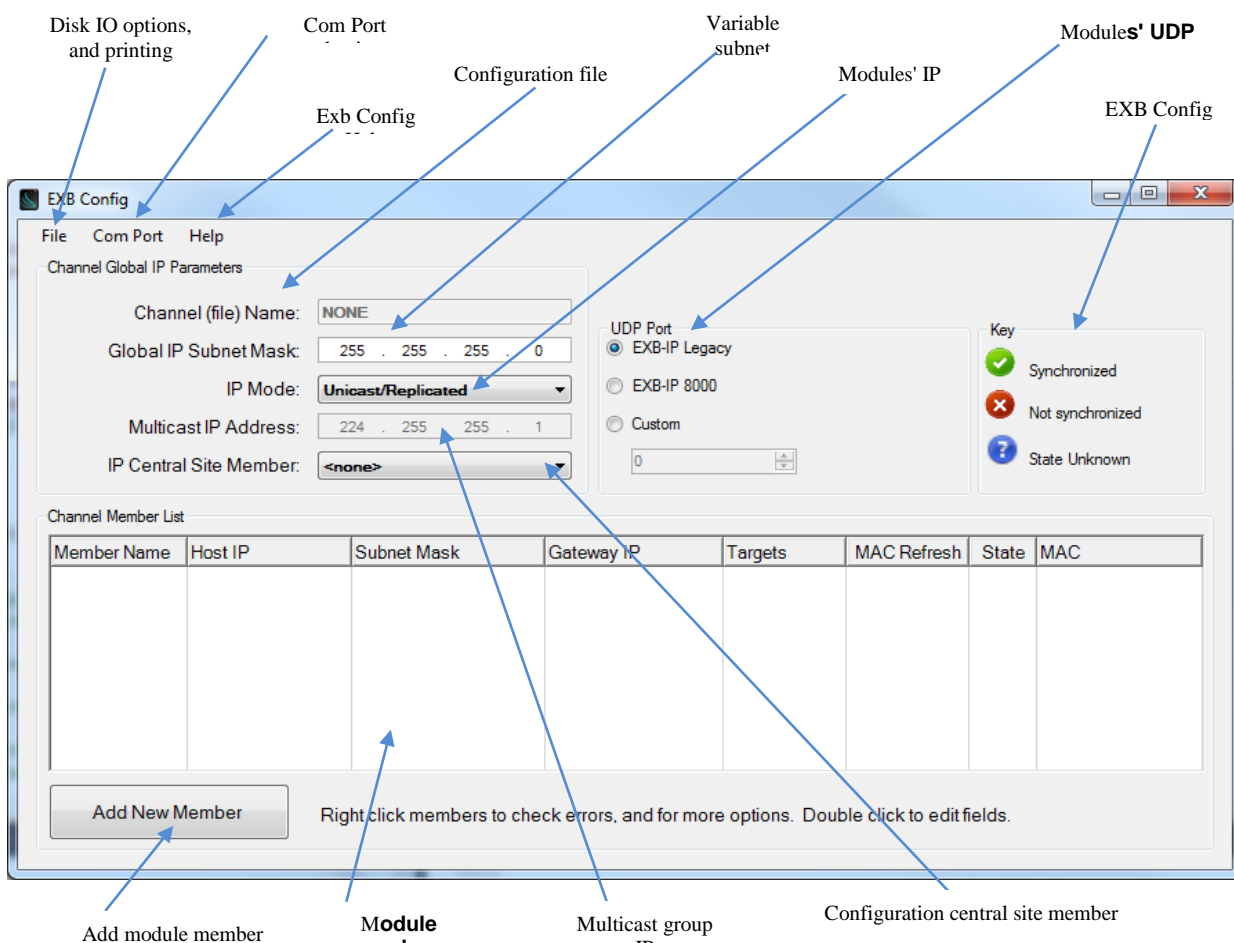 Disk IO options,
and printing
Com Port
Variable
subnet
Modules' UDP
Configuration file
Modules' IP
Exb Config
EXB Config
EXB Config
File Com Port Help
Channel Global IP Parameters
Channel (file) Name: NONE
Global IP Subnet Mask: 255 . 255 . 255 . 0
IP Mode: Unicast/Replicated
Multicast IP Address: 224 . 255 . 255 . 1
IP Central Site Member: <none>
UDP Port
EXB-IP Legacy
EXB-IP 8000
Custom
0
Key
Synchronized
Not synchronized
State Unknown
Channel Member List
Member Name Host IP Subnet Mask Gateway IP Targets MAC Refresh State MAC
Add New Member
Right click members to check errors, and for more options. Double click to edit fields.
Add module member
Module
Multicast group
IP
Configuration central site member